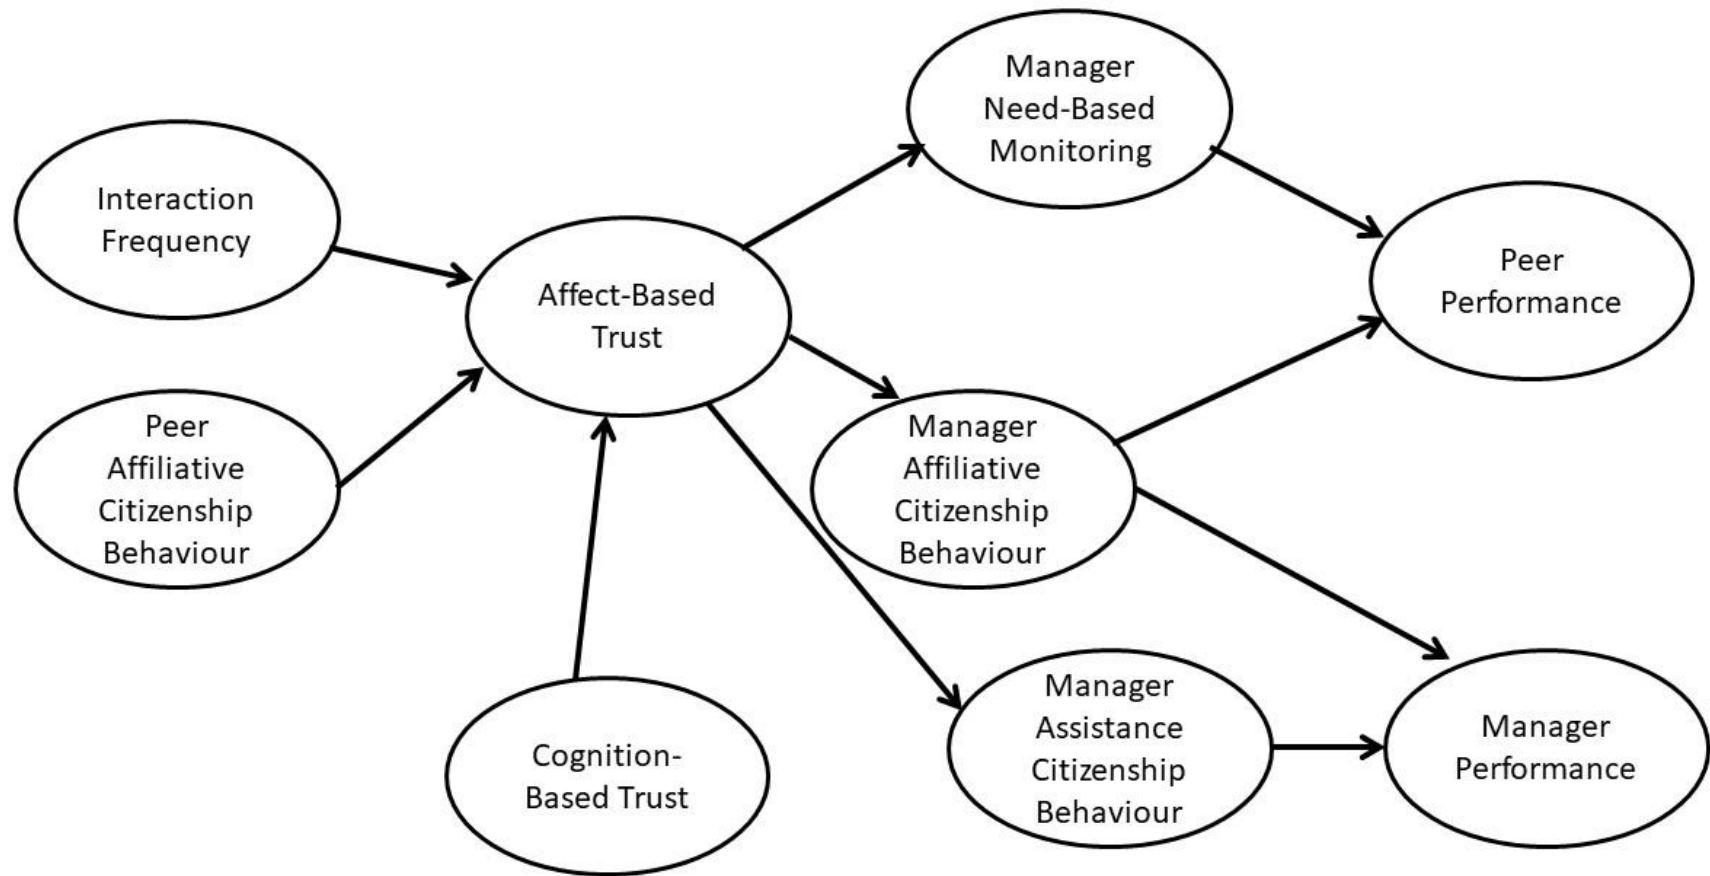 Manager
Need-Based
Monitoring
Interaction
Frequency
Peer
Performance
Affect-Based
Trust
Peer
Affiliative
Citizenship
Behaviour
Manager
Affiliative
Citizenship
Behaviour
Cognition-
Based Trust
Manager
Assistance
Citizenship
Behaviour
Manager
Performance